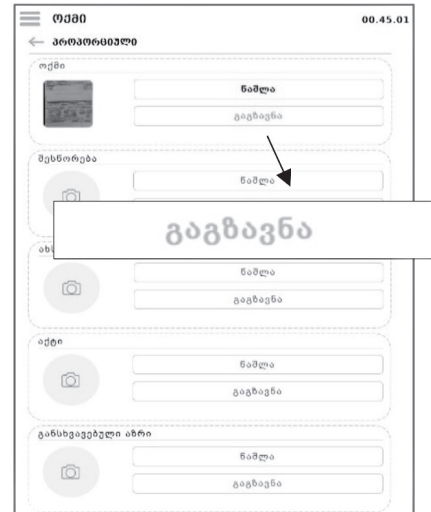 ოქმი 00.45.01
← პროპორციული
ოქმი
წაშლა
გაგზავნა
შესწორება
წაშლა
გაგზავნა
წაშლა
გაგზავნა
აქტი
წაშლა
გაგზავნა
განსხვავებული აზრი
წაშლა
გაგზავნა